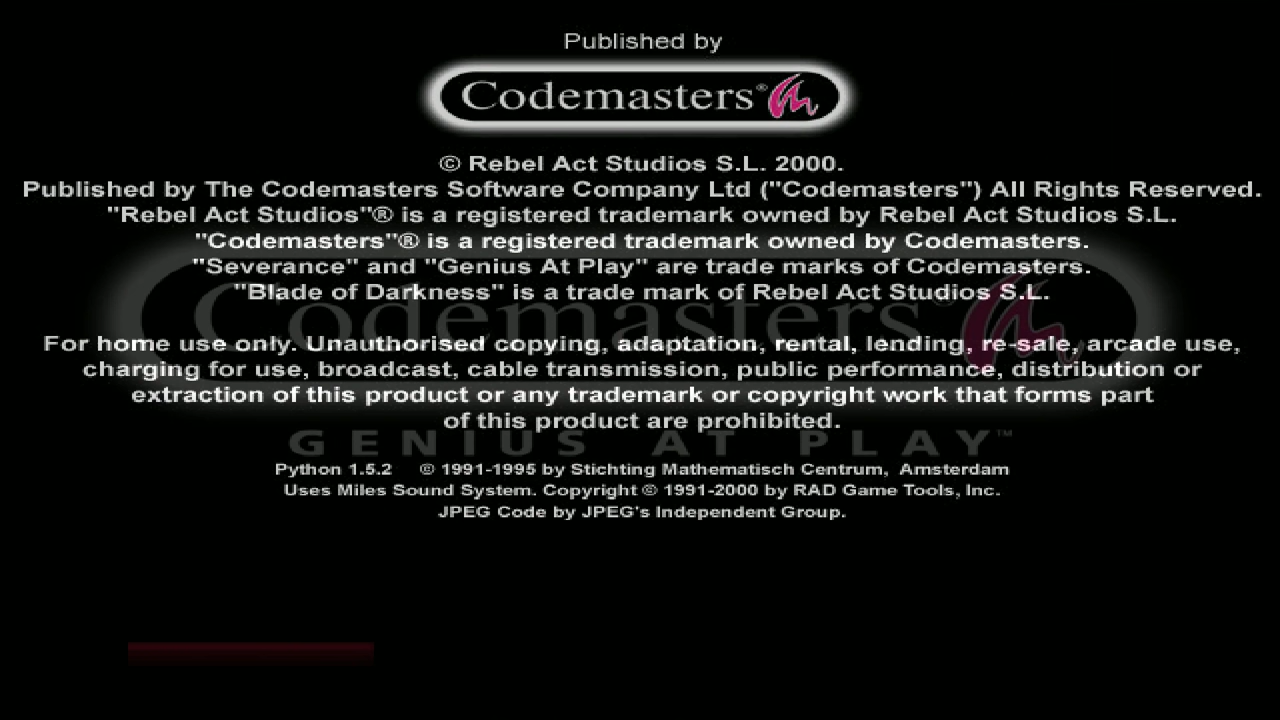 Published by
Codemasters®
© Rebel Act Studios S.L. 2000.
Published by The Codemasters Software Company Ltd ("Codemasters") All Rights Reserved.
"Rebel Act Studios"® is a registered trademark owned by Rebel Act Studios S.L.
"Codemasters"® is a registered trademark owned by Codemasters.
"Severance" and "Genius At Play" are trade marks of Codemasters.
"Blade of Darkness" is a trade mark of Rebel Act Studios S.L.
Codemasters®
For home use only. Unauthorised copying, adaptation, rental, lending, re-sale, arcade use,
charging for use, broadcast, cable transmission, public performance, distribution or
extraction of this product or any trademark or copyright work that forms part
of this product are prohibited.
GENIUS AT PLAY™
Python 1.5.2 © 1991-1995 by Stichting Mathematisch Centrum, Amsterdam
Uses Miles Sound System. Copyright © 1991-2000 by RAD Game Tools, Inc.
JPEG Code by JPEG's Independent Group.